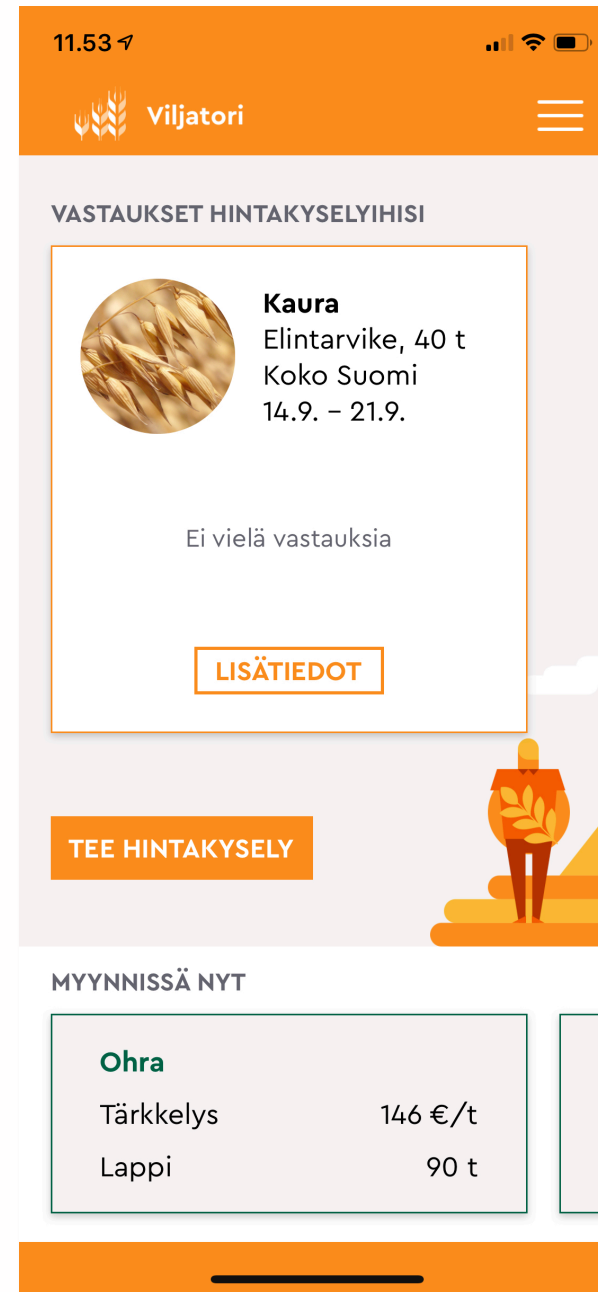 11.53
Viljatori
VASTAUKSET HINTAKYSELYIHISI
Kaura
Elintarvike, 40 t
Koko Suomi
14.9. – 21.9.
Ei vielä vastauksia
LISÄTIEDOT
TEE HINTAKYSELY
MYYNNISSÄ NYT
Ohra
Tärkkelys 146 €/t
Lappi 90 t